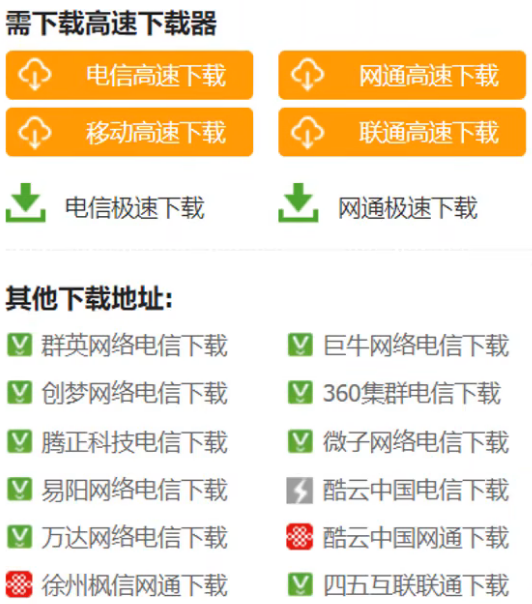 需下载高速下载器
电信高速下载 网通高速下载
移动高速下载 联通高速下载
电信极速下载 网通极速下载
其他下载地址:
群英网络电信下载 巨牛网络电信下载
创梦网络电信下载 360集群电信下载
腾正科技电信下载 微子网络电信下载
易阳网络电信下载 酷云中国电信下载
万达网络电信下载 酷云中国网通下载
徐州枫信网通下载 四五互联联通下载